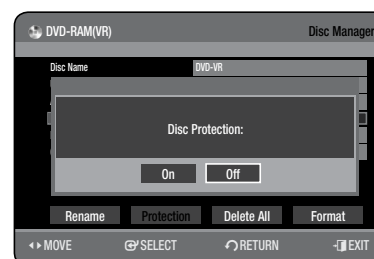 DVD-RAM(VR) Disc Manager
Disc Name DVD-VR
Disc Protection:
On Off
Rename Protection Delete All Format
MOVE SELECT RETURN EXIT